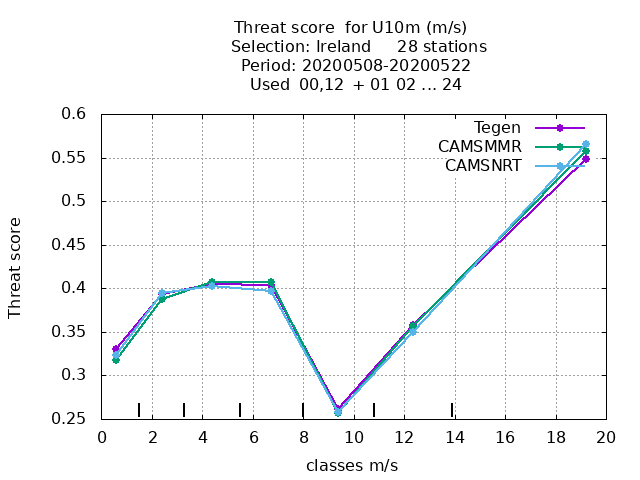 Threat score  for U10m (m/s)
Selection: Ireland     28 stations
Period: 20200508-20200522
Used  00,12  + 01 02 ... 24
0.6
0.55
0.5
0.45
0.4
0.35
0.3
0.25
Threat score
Tegen
CAMSMMR
CAMSNRT
0 2 4 6 8 10 12 14 16 18 20
classes m/s